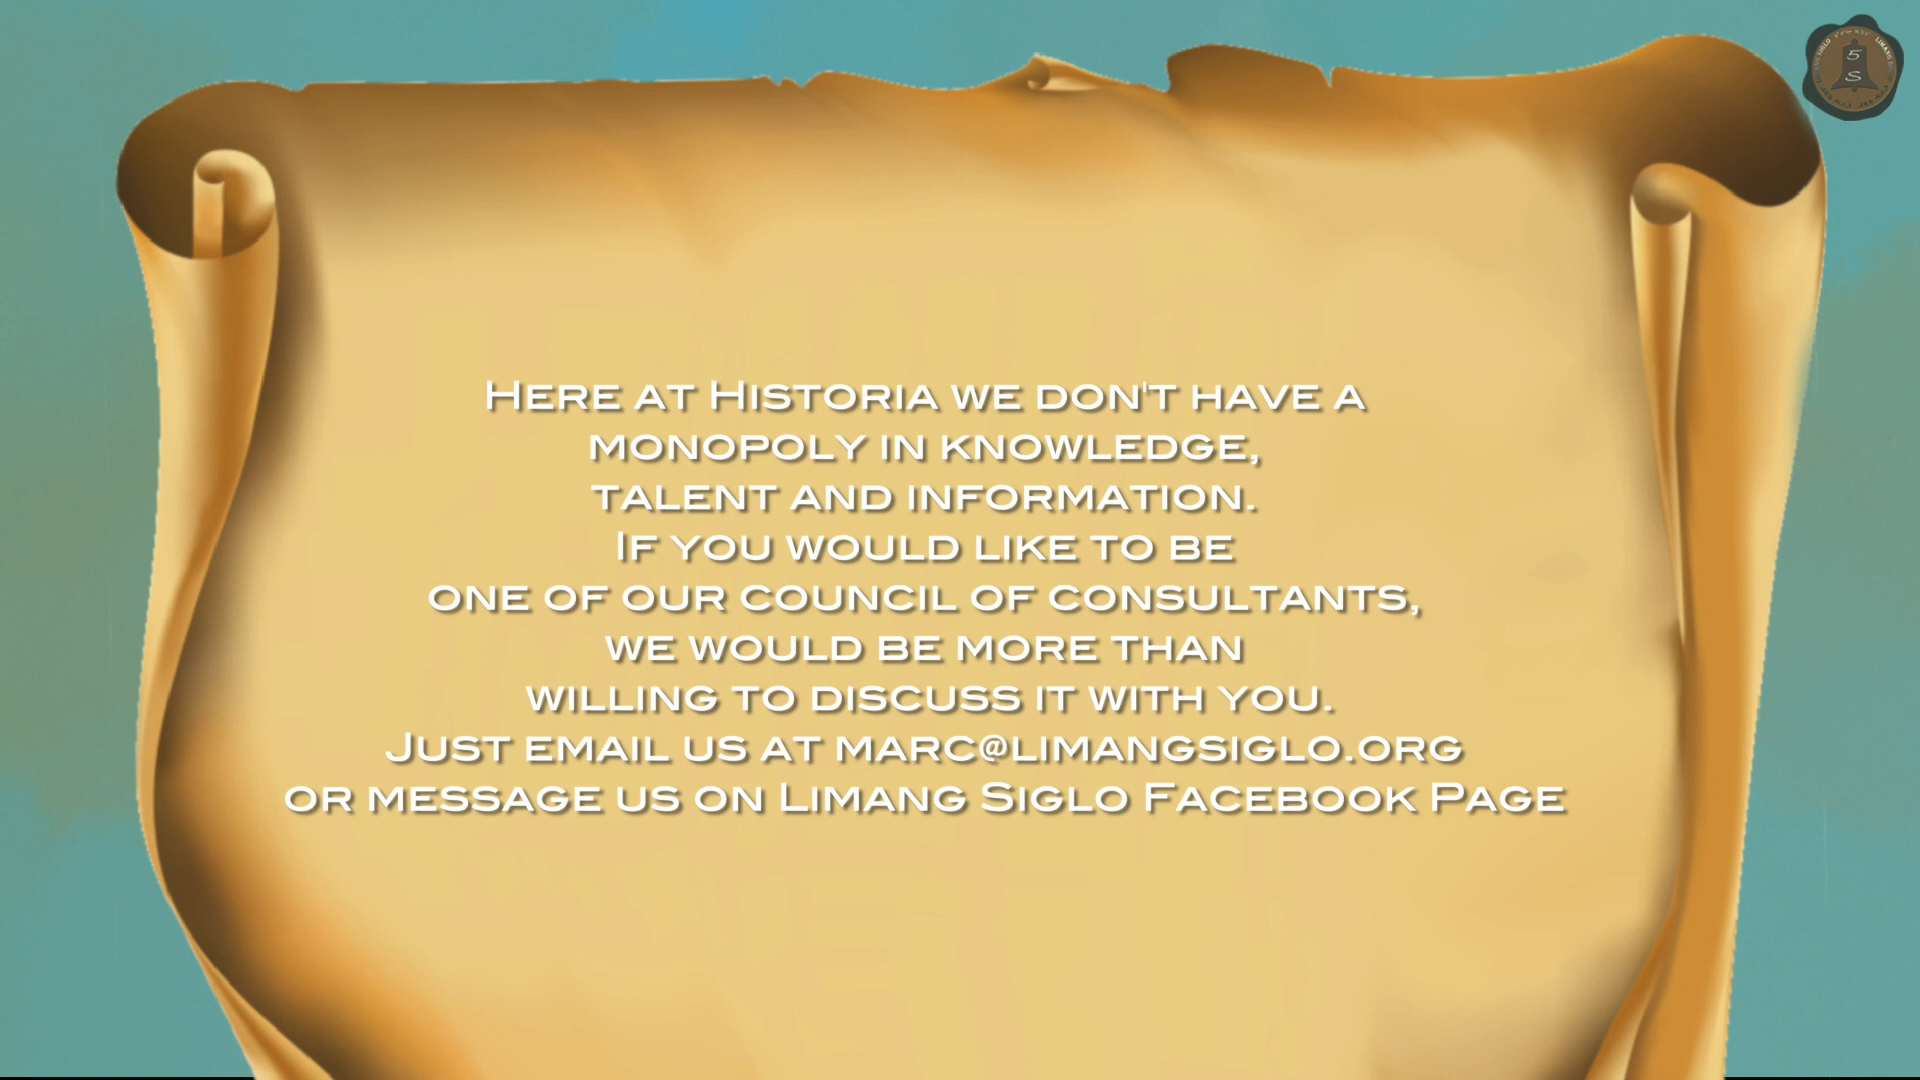 Here at Historia we don't have a
monopoly in knowledge,
talent and information.
If you would like to be
one of our council of consultants,
we would be more than
willing to discuss it with you.
Just email us at marc@limangsiglo.org
or message us on Limang Siglo Facebook Page
5
S